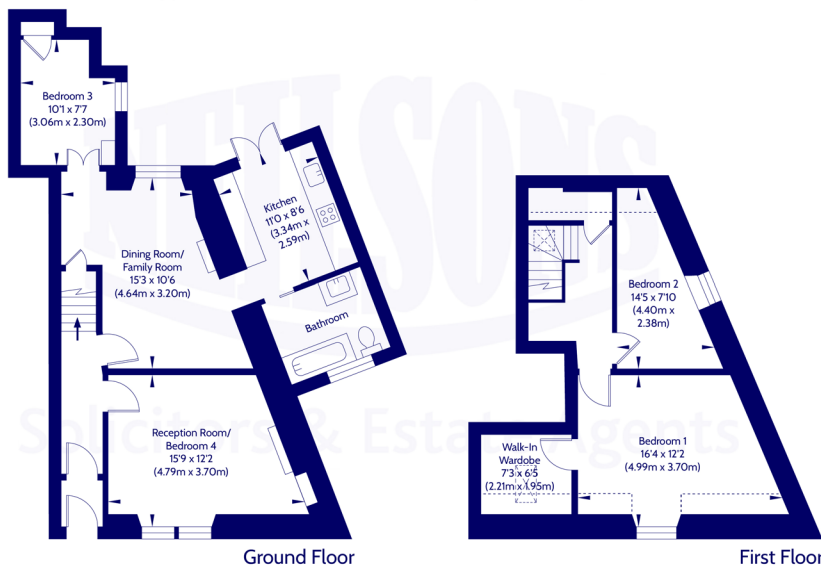 NEILSONS
Solicitors & Estate Agents
Bedroom 3
10'1 x 7'7
(3.06m x 2.30m)
Kitchen
11'0 x 8'6
(3.34m x
2.59m)
Dining Room/
Family Room
15'3 x 10'6
(4.64m x 3.20m)
Bathroom
Reception Room/
Bedroom 4
15'9 x 12'2
(4.79m x 3.70m)
Ground Floor
Bedroom 2
14'5 x 7'10
(4.40m x
2.38m)
Bedroom 1
16'4 x 12'2
(4.99m x 3.70m)
Walk-In
Wardobe
7'3 x 6'5
(2.21m x 1.95m)
First Floor